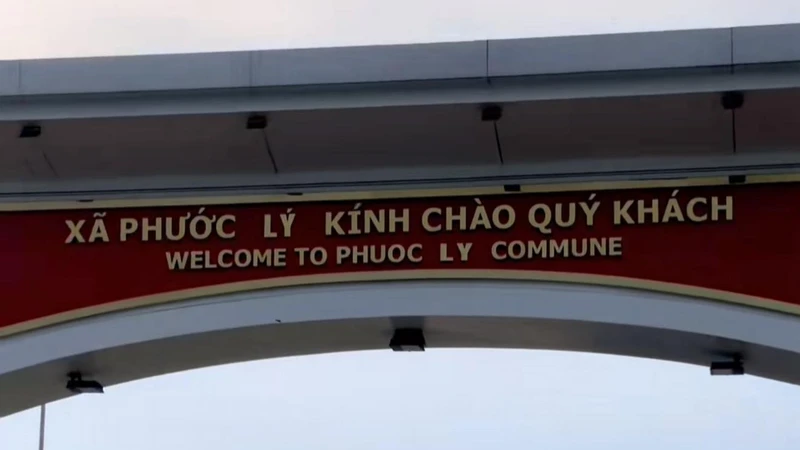 XÃ PHƯỚC LÝ KÍNH CHÀO QUÝ KHÁCH
WELCOME TO PHUOC LY COMMUNE